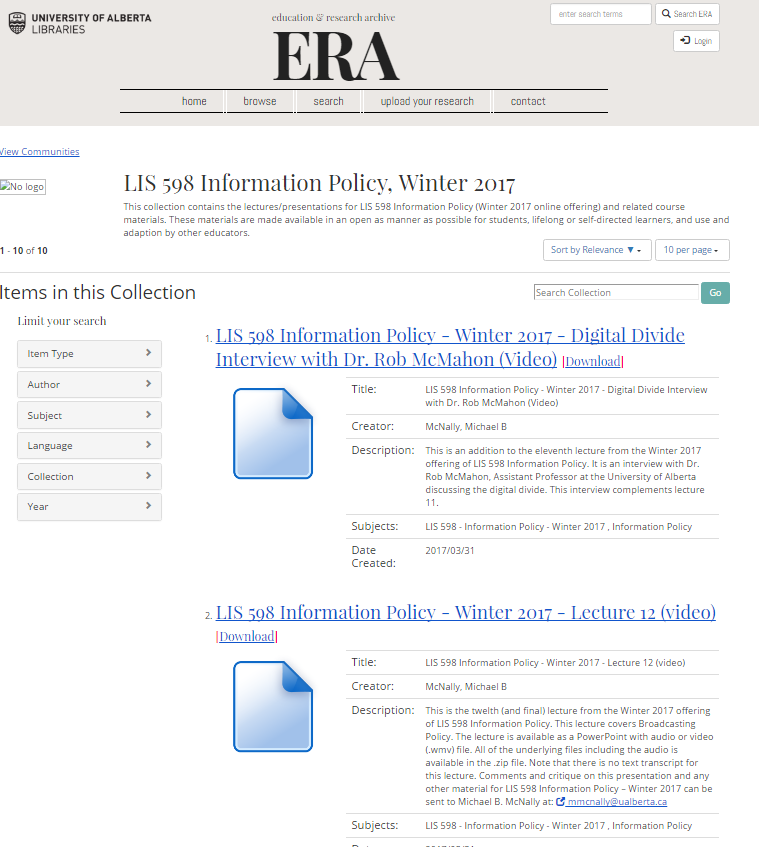 UNIVERSITY OF ALBERTA
LIBRARIES
education & research archive
ERA
enter search terms
Search ERA
Login
home browse search upload your research contact
View Communities
No logo
LIS 598 Information Policy, Winter 2017
This collection contains the lectures/presentations for LIS 598 Information Policy (Winter 2017 online offering) and related course
materials. These materials are made available in an open as manner as possible for students, lifelong or self-directed learners, and use and
adaption by other educators.
1 - 10 of 10
Sort by Relevance ▼
10 per page
Items in this Collection
Search Collection
Go
Limit your search
Item Type
Author
Subject
Language
Collection
Year
1. LIS 598 Information Policy - Winter 2017 - Digital Divide
Interview with Dr. Rob McMahon (Video) [Download]
Title: LIS 598 Information Policy - Winter 2017 - Digital Divide Interview
with Dr. Rob McMahon (Video)
Creator: McNally, Michael B
Description: This is an addition to the eleventh lecture from the Winter 2017
offering of LIS 598 Information Policy. It is an interview with Dr.
Rob McMahon, Assistant Professor at the University of Alberta
discussing the digital divide. This interview complements lecture
11.
Subjects: LIS 598 - Information Policy - Winter 2017 , Information Policy
Date 2017/03/31
Created:
2. LIS 598 Information Policy - Winter 2017 - Lecture 12 (video)
[Download]
Title: LIS 598 Information Policy - Winter 2017 - Lecture 12 (video)
Creator: McNally, Michael B
Description: This is the twelth (and final) lecture from the Winter 2017 offering
of LIS 598 Information Policy. This lecture covers Broadcasting
Policy. The lecture is available as a PowerPoint with audio or video
(.wmv) file. All of the underlying files including the audio is
available in the .zip file. Note that there is no text transcript for
this lecture. Comments and critique on this presentation and any
other material for LIS 598 Information Policy – Winter 2017 can be
sent to Michael B. McNally at: mmcnally@ualberta.ca
Subjects: LIS 598 - Information Policy - Winter 2017 , Information Policy